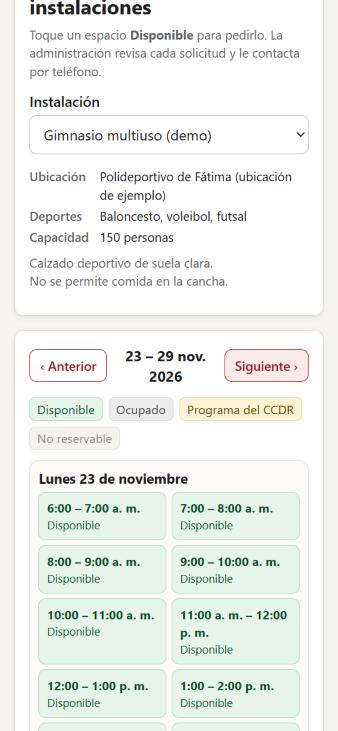 instalaciones
Toque un espacio Disponible para pedirlo. La
administración revisa cada solicitud y le contacta
por teléfono.
Instalación
Gimnasio multiuso (demo)
Ubicación Polideportivo de Fátima (ubicación
de ejemplo)
Deportes Baloncesto, voleibol, futsal
Capacidad 150 personas
Calzado deportivo de suela clara.
No se permite comida en la cancha.
‹ Anterior 23 – 29 nov. Siguiente ›
2026
Disponible Ocupado Programa del CCDR
No reservable
Lunes 23 de noviembre
6:00 – 7:00 a. m. 7:00 – 8:00 a. m.
Disponible Disponible
8:00 – 9:00 a. m. 9:00 – 10:00 a. m.
Disponible Disponible
10:00 – 11:00 a. m. 11:00 a. m. – 12:00
Disponible p. m.
Disponible
12:00 – 1:00 p. m. 1:00 – 2:00 p. m.
Disponible Disponible